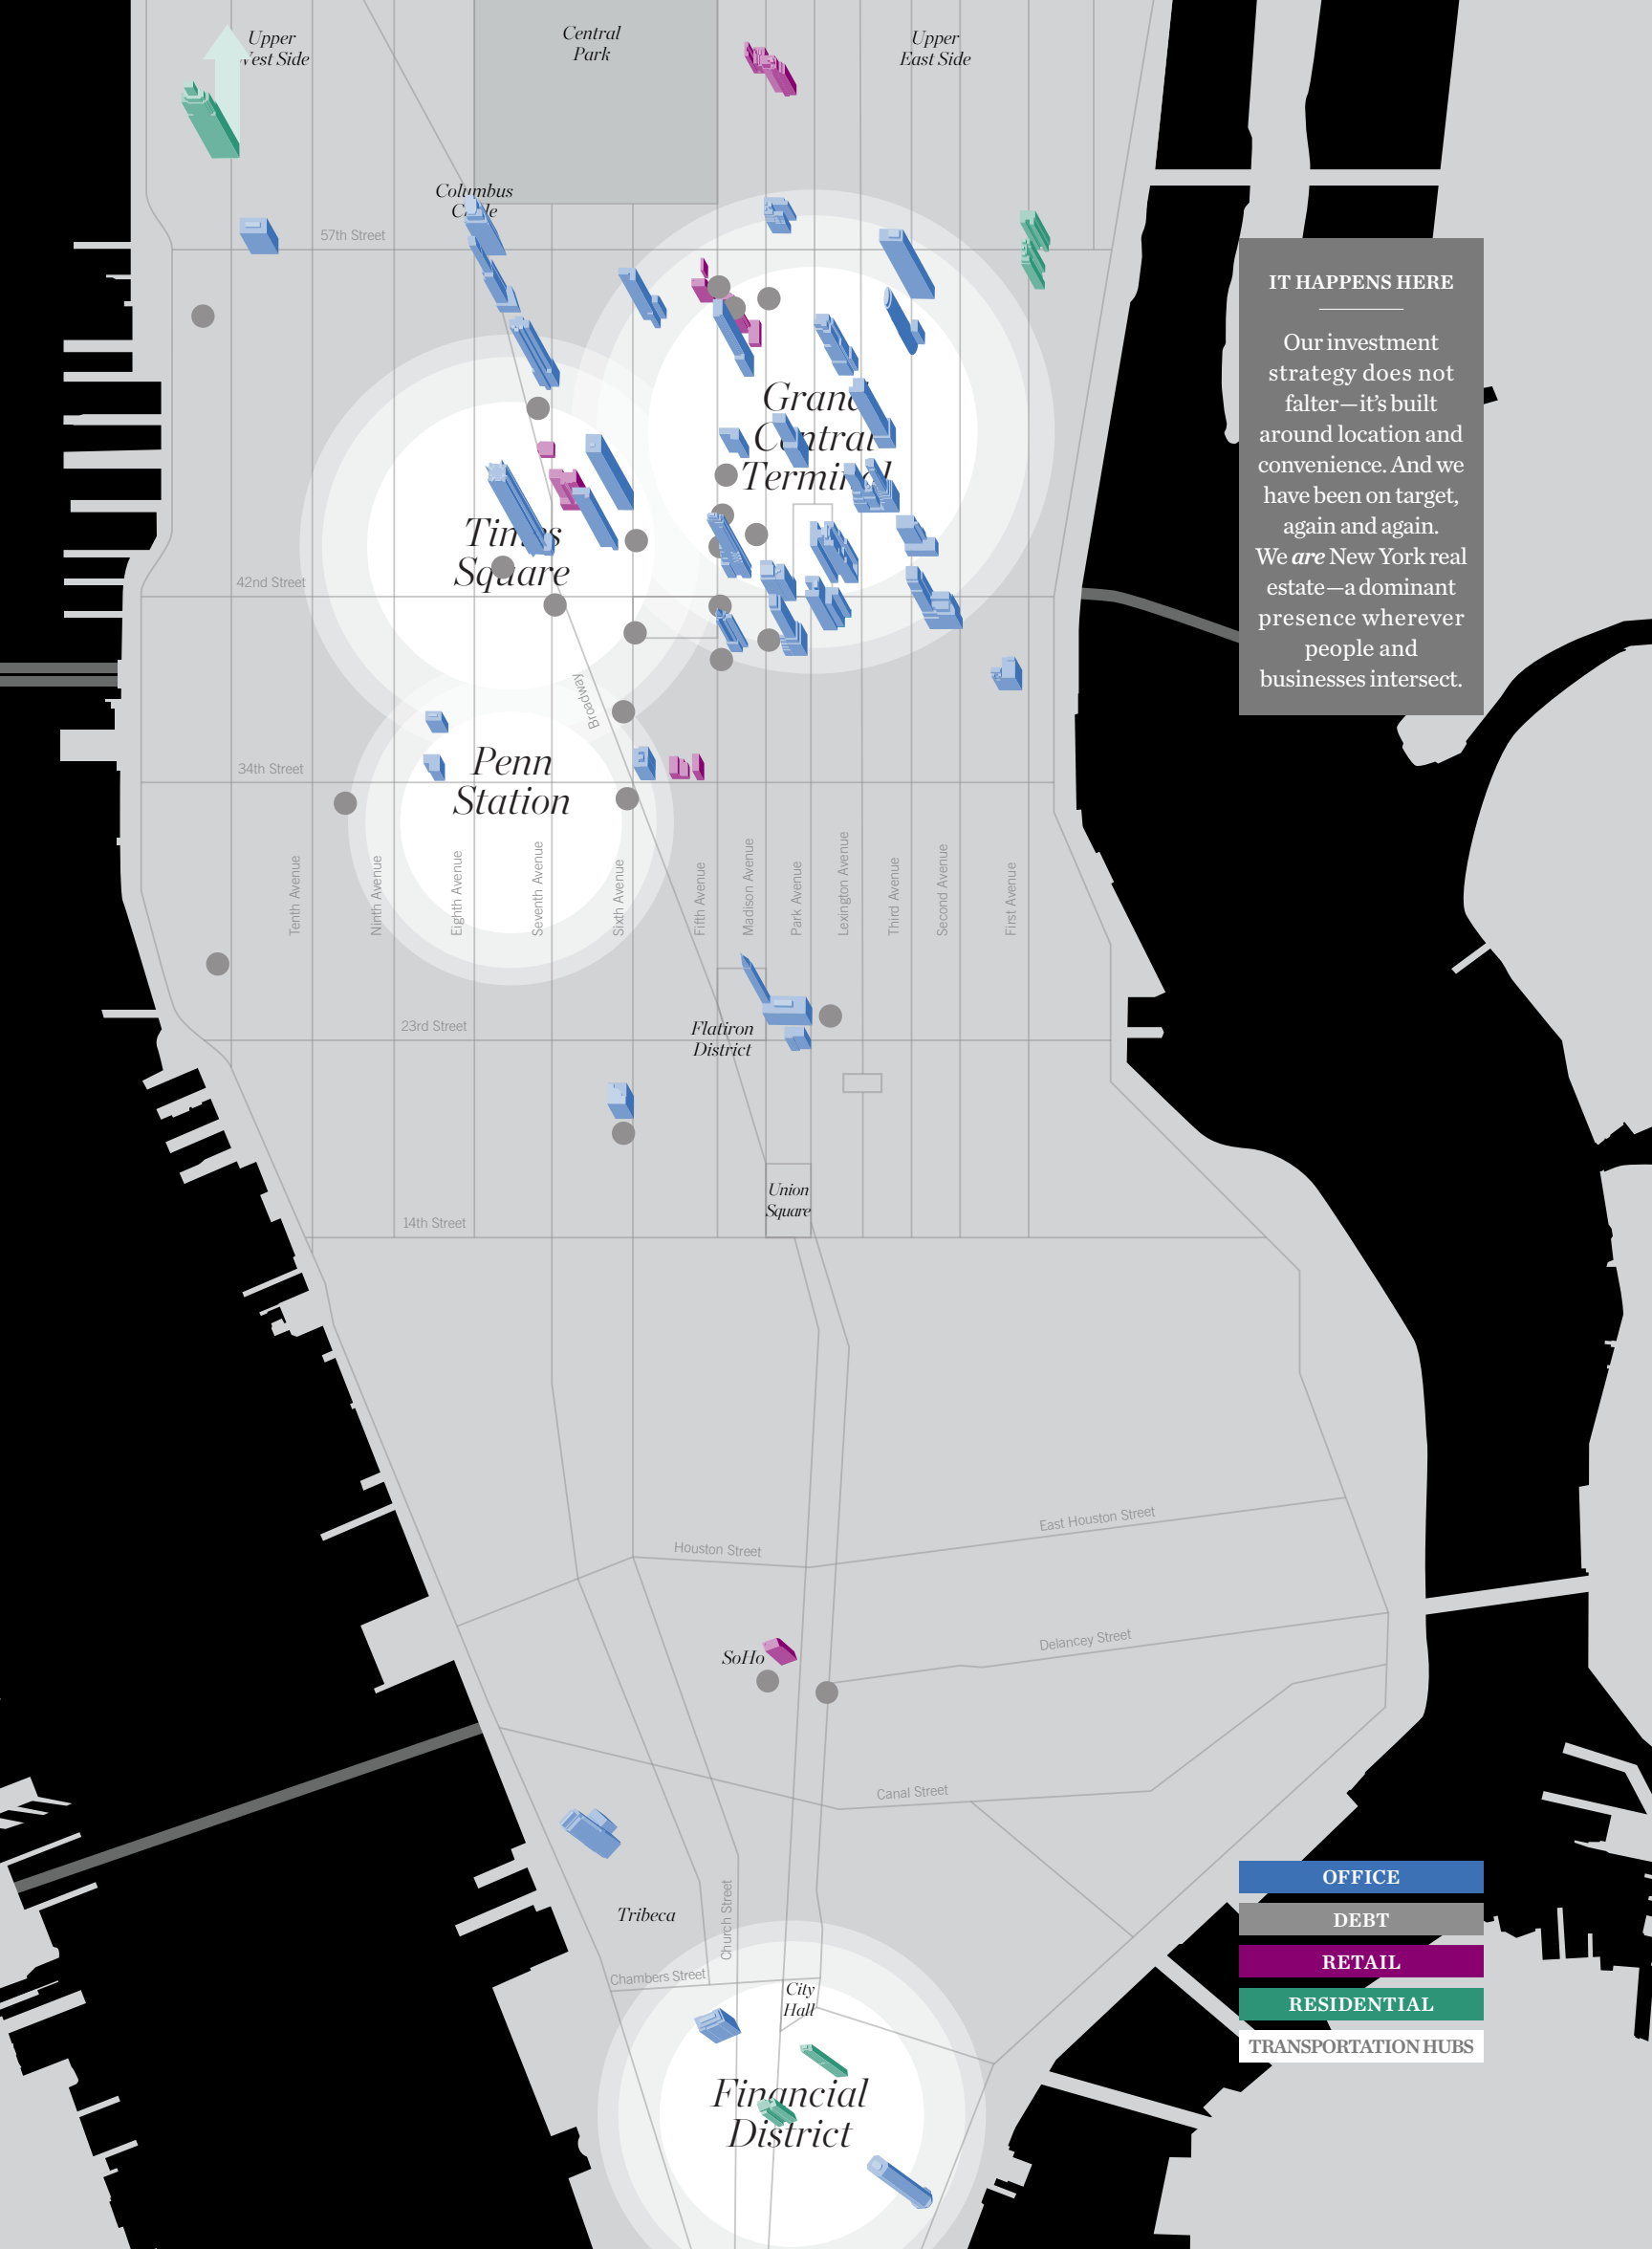 Upper
West Side
Central
Park
Upper
East Side
Columbus
Circle
57th Street
IT HAPPENS HERE
Our investment
strategy does not
falter—it’s built
around location and
convenience. And we
have been on target,
again and again.
We are New York real
estate—a dominant
presence wherever
people and
businesses intersect.
Grand
Central
Terminal
Times
Square
42nd Street
Broadway
34th Street
Penn
Station
Tenth Avenue
Ninth Avenue
Eighth Avenue
Seventh Avenue
Sixth Avenue
Fifth Avenue
Madison Avenue
Park Avenue
Lexington Avenue
Third Avenue
Second Avenue
First Avenue
23rd Street
Flatiron
District
Union
Square
14th Street
East Houston Street
Houston Street
Delancey Street
SoHo
Canal Street
Tribeca
Church Street
Chambers Street
City
Hall
Financial
District
OFFICE
DEBT
RETAIL
RESIDENTIAL
TRANSPORTATION HUBS